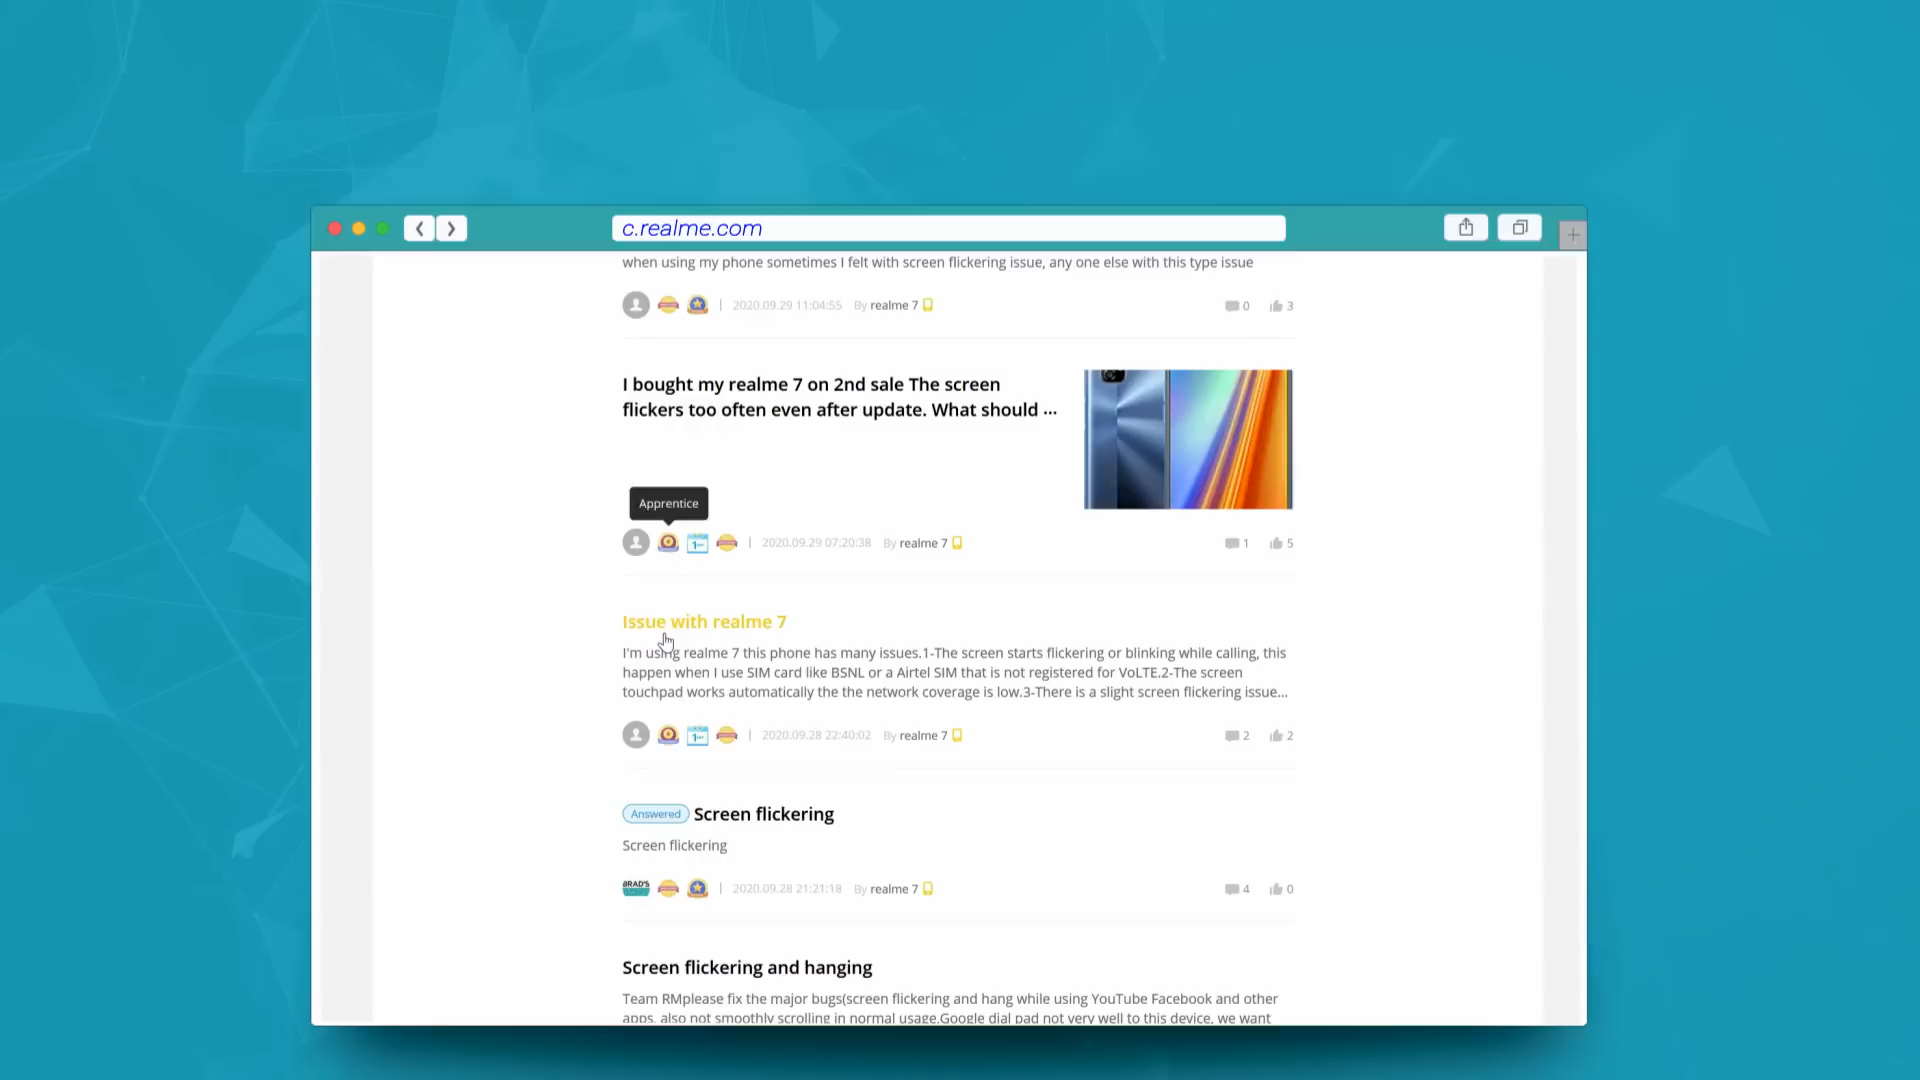 c.realme.com
when using my phone sometimes I felt with screen flickering issue, any one else with this type issue
2020.09.29 11:04:55 By realme 7 0 3
I bought my realme 7 on 2nd sale The screen
flickers too often even after update. What should ...
Apprentice
2020.09.29 07:20:38 By realme 7 1 5
Issue with realme 7
I'm using realme 7 this phone has many issues.1-The screen starts flickering or blinking while calling, this
happen when I use SIM card like BSNL or a Airtel SIM that is not registered for VoLTE.2-The screen
touchpad works automatically the the network coverage is low.3-There is a slight screen flickering issue...
2020.09.28 22:40:02 By realme 7 2 2
Answered Screen flickering
Screen flickering
BRAD'S 2020.09.28 21:21:18 By realme 7 4 0
Screen flickering and hanging
Team RMplease fix the major bugs(screen flickering and hang while using YouTube Facebook and other
apps, also not smoothly scrolling in normal usage.Google dial pad not very well to this device, we want